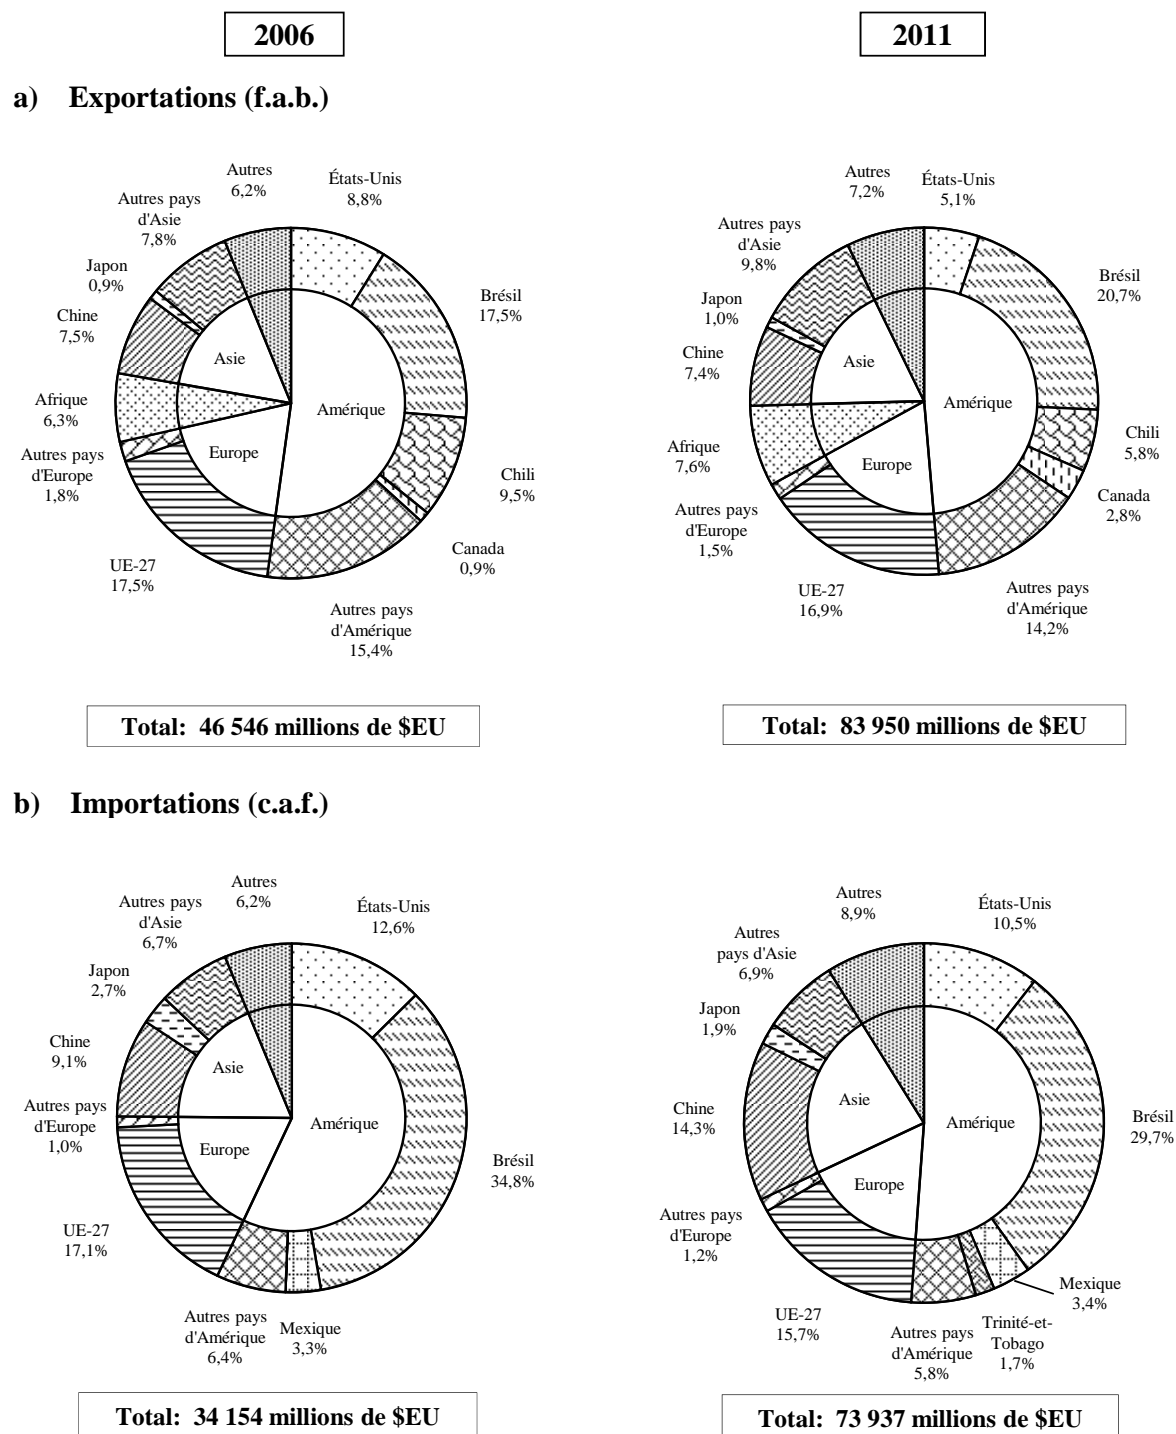 2006
2011
a) Exportations (f.a.b.)
Autres
6,2%
États-Unis
8,8%
Autres pays
d'Asie
7,8%
Japon
0,9%
Brésil
17,5%
Chine
7,5%
Asie
Amérique
Afrique
6,3%
Europe
Autres pays
d'Europe
1,8%
Chili
9,5%
Canada
0,9%
UE-27
17,5%
Autres pays
d'Amérique
15,4%
Total: 46 546 millions de $EU
Autres
7,2%
États-Unis
5,1%
Autres pays
d'Asie
9,8%
Brésil
20,7%
Japon
1,0%
Chine
7,4%
Asie
Amérique
Chili
5,8%
Afrique
7,6%
Europe
Canada
2,8%
Autres pays
d'Europe
1,5%
UE-27
16,9%
Autres pays
d'Amérique
14,2%
Total: 83 950 millions de $EU
b) Importations (c.a.f.)
Autres
6,2%
États-Unis
12,6%
Autres pays
d'Asie
6,7%
Japon
2,7%
Chine
9,1%
Asie
Amérique
Autres pays
d'Europe
1,0%
Europe
Brésil
34,8%
UE-27
17,1%
Autres pays
d'Amérique
6,4%
Mexique
3,3%
Total: 34 154 millions de $EU
Autres
8,9%
États-Unis
10,5%
Autres
pays d'Asie
6,9%
Japon
1,9%
Chine
14,3%
Asie
Amérique
Brésil
29,7%
Europe
Autres pays
d'Europe
1,2%
Mexique
3,4%
UE-27
15,7%
Trinité-et-
Tobago
1,7%
Autres pays
d'Amérique
5,8%
Total: 73 937 millions de $EU